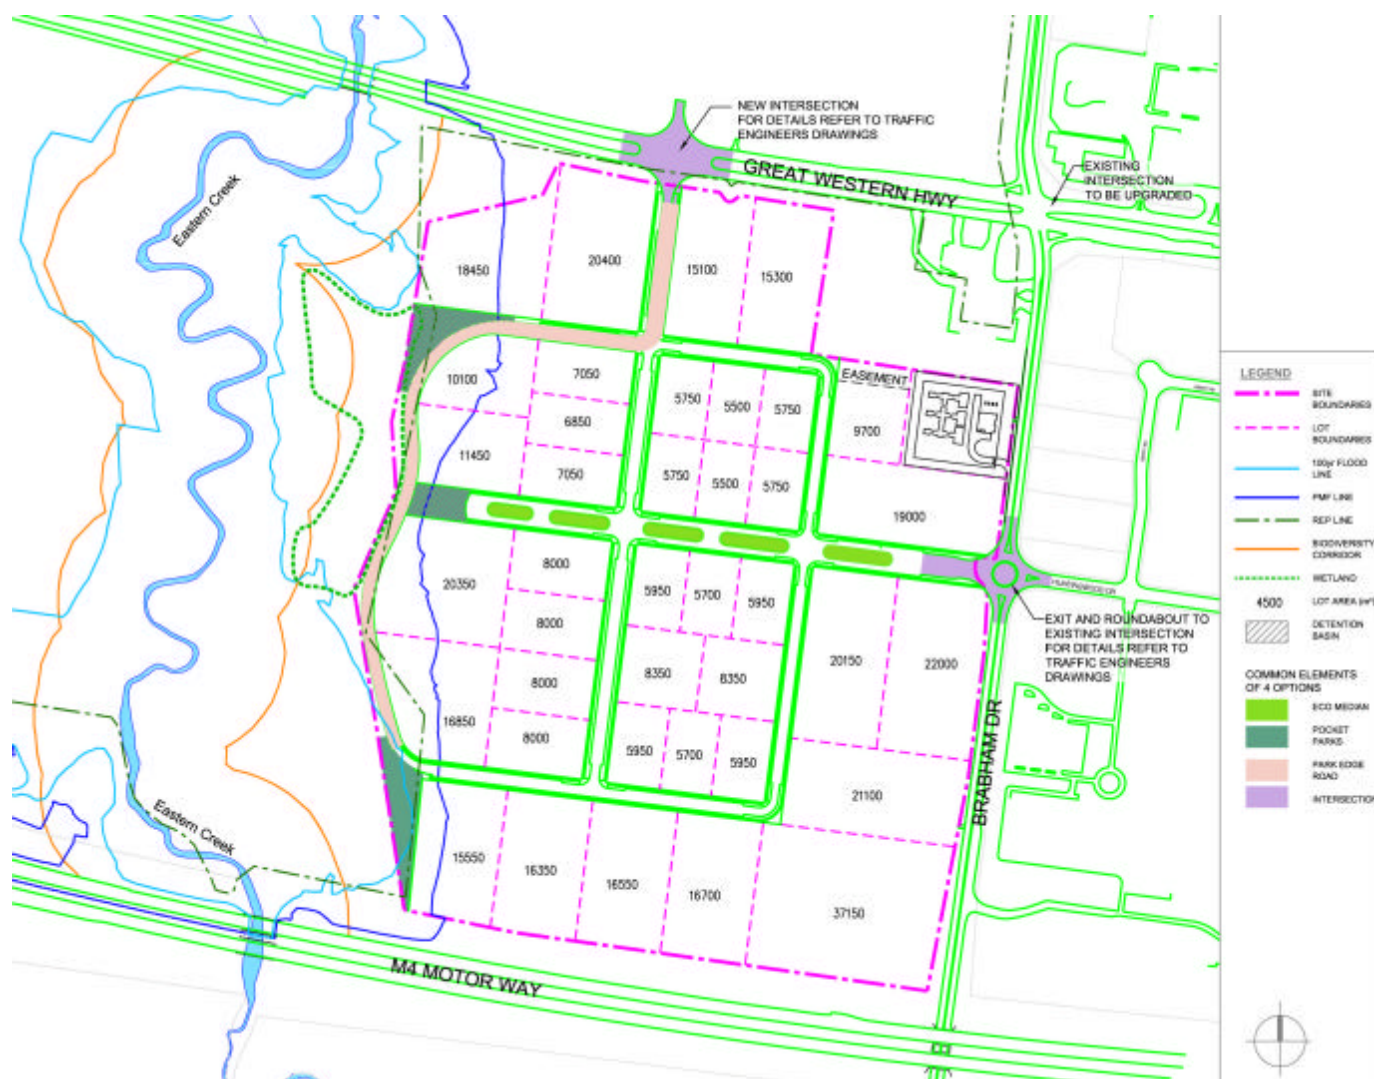 NEW INTERSECTION
FOR DETAILS REFER TO TRAFFIC
ENGINEERS DRAWINGS
GREAT WESTERN HWY
EXISTING
INTERSECTION
TO BE UPGRADED
Eastern Creek
18450
20400
15100
15300
10100
7050
6850
11450
7050
5750
5500
5750
5750
5500
5750
EASEMENT
9700
19000
20350
8000
8000
8000
8000
16850
5950
5700
5950
8350
8350
5950
5700
5950
20150
22000
21100
EXIT AND ROUNDABOUT TO
EXISTING INTERSECTION
FOR DETAILS REFER TO
TRAFFIC ENGINEERS
DRAWINGS
BRABHAM DR
Eastern Creek
15550
16350
16550
16700
37150
M4 MOTOR WAY
LEGEND
SITE
BOUNDARIES
LOT
BOUNDARIES
100yr FLOOD
LINE
PMF LINE
REP LINE
BIODIVERSITY
CORRIDOR
WETLAND
4500
LOT AREA (m²)
DETENTION
BASIN
COMMON ELEMENTS
OF 4 OPTIONS
ECO MEDIAN
POCKET
PARKS
PARK EDGE
ROAD
INTERSECTION